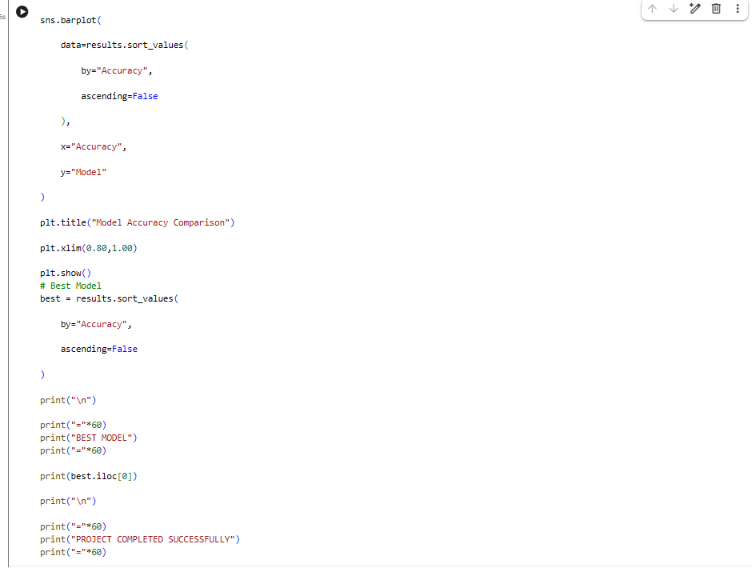 sns.barplot(
data=results.sort_values(
by="Accuracy",
ascending=False
),
x="Accuracy",
y="Model"
)
plt.title("Model Accuracy Comparison")
plt.xlim(0.80,1.00)
plt.show()
# Best Model
best = results.sort_values(
by="Accuracy",
ascending=False
)
print("\n")
print("="*60)
print("BEST MODEL")
print("="*60)
print(best.iloc[0])
print("\n")
print("="*60)
print("PROJECT COMPLETED SUCCESSFULLY")
print("="*60)